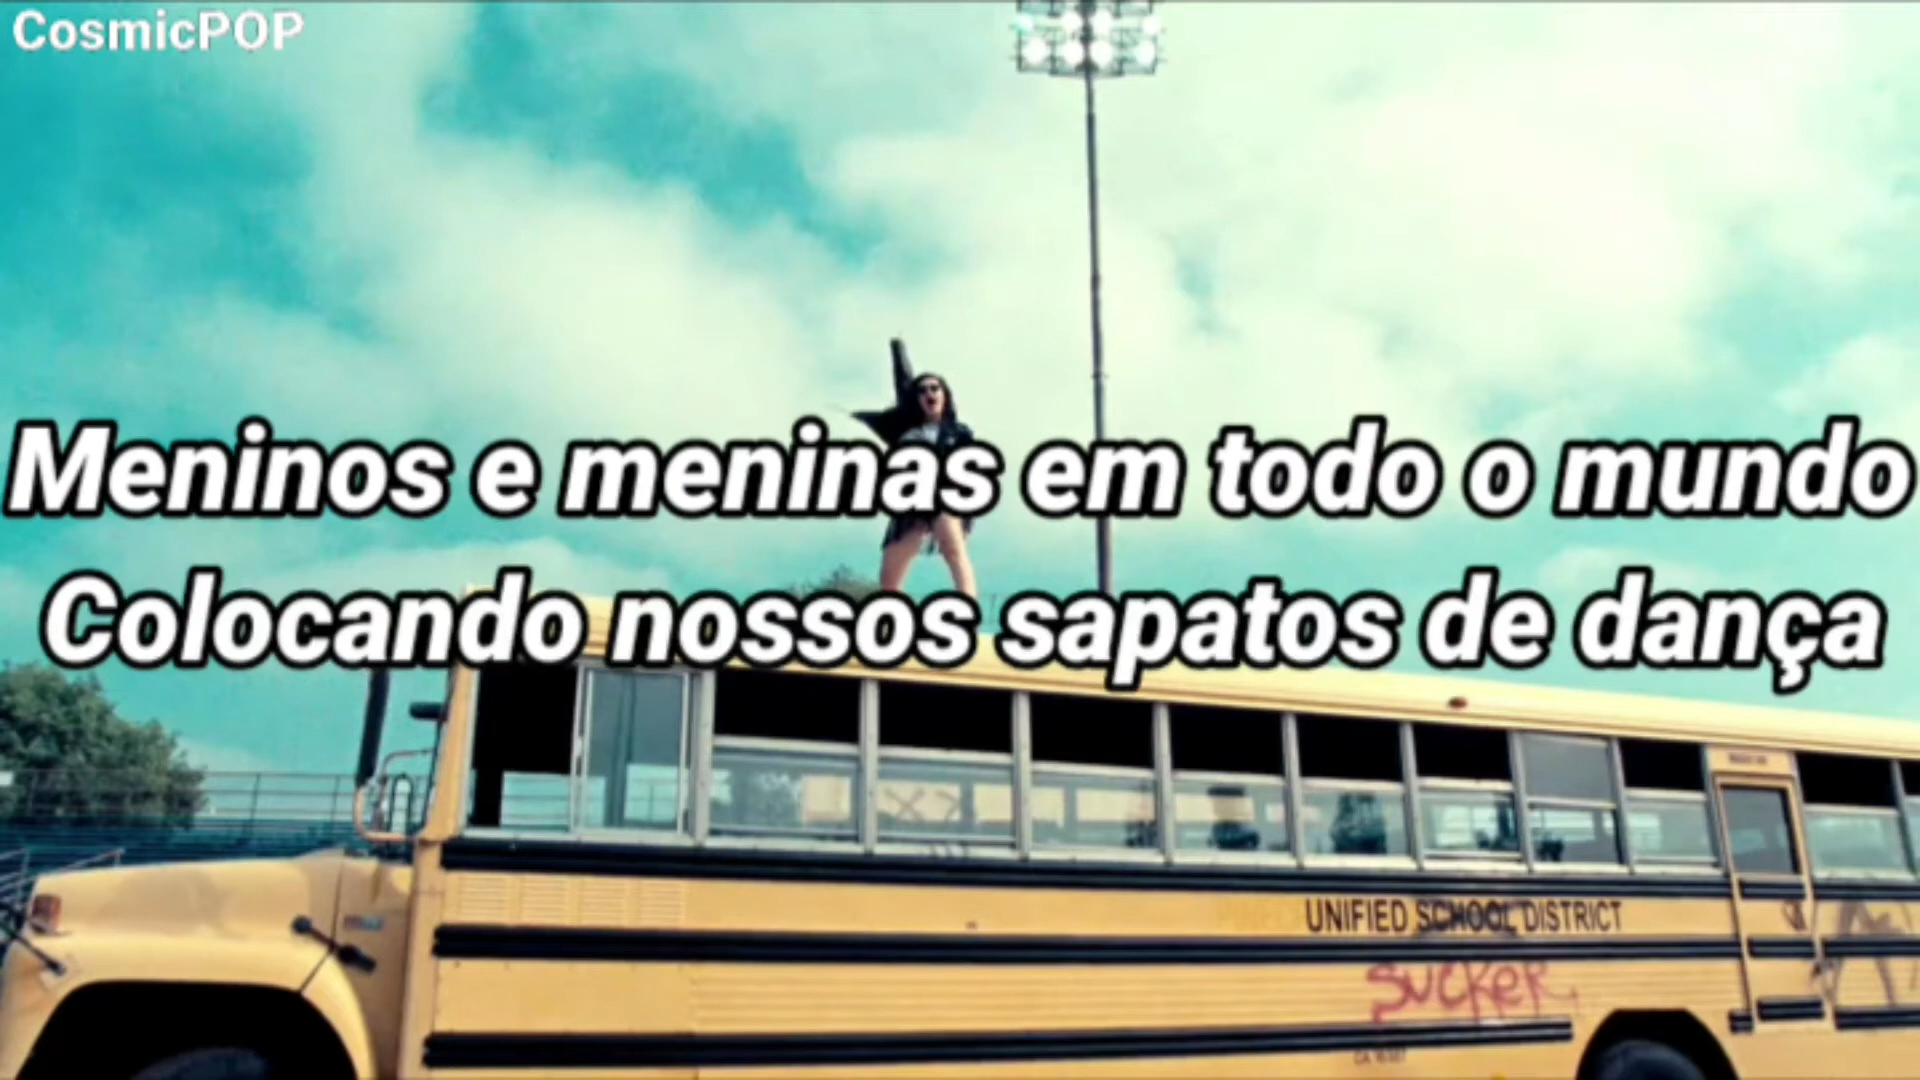 CosmicPOP
Meninos e meninas em todo o mundo
Colocando nossos sapatos de dança
UNIFIED SCHOOL DISTRICT
SUCKER